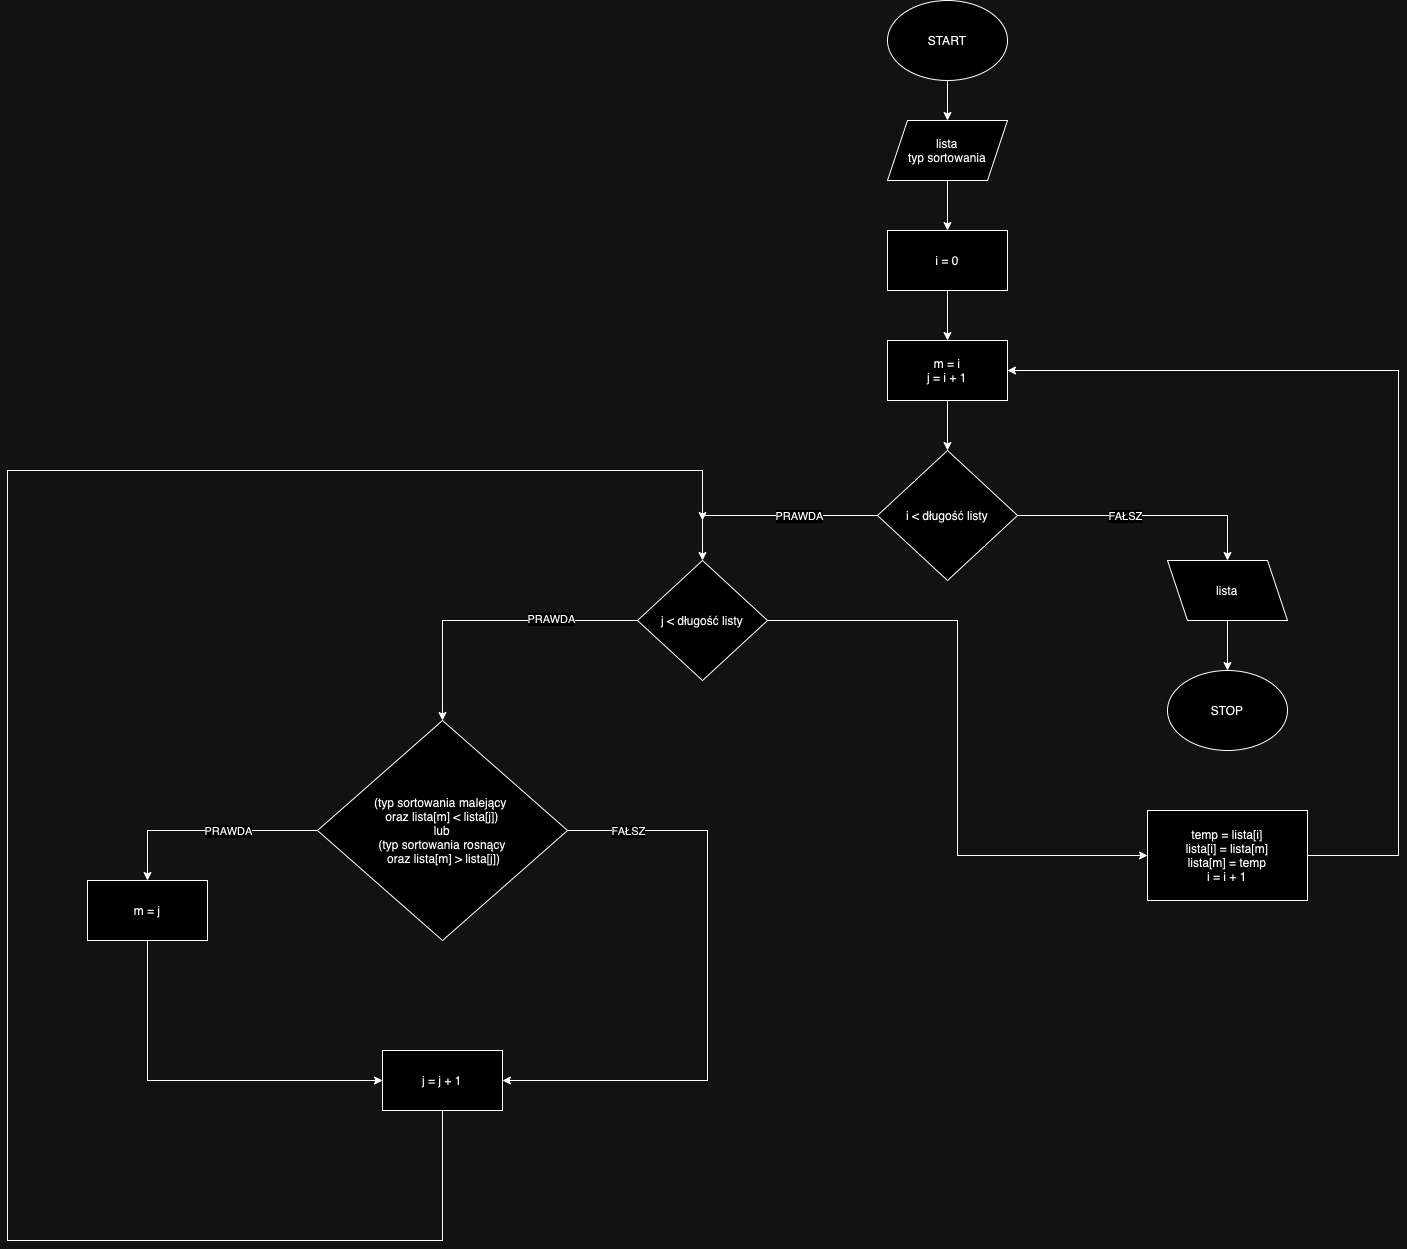 START
lista
typ sortowania
i = 0
m = i
j = i + 1
i < długość listy
PRAWDA
FAŁSZ
lista
STOP
j < długość listy
PRAWDA
(typ sortowania malejący
oraz lista[m] < lista[j])
lub
(typ sortowania rosnący
oraz lista[m] > lista[j])
PRAWDA
FAŁSZ
m = j
j = j + 1
temp = lista[i]
lista[i] = lista[m]
lista[m] = temp
i = i + 1